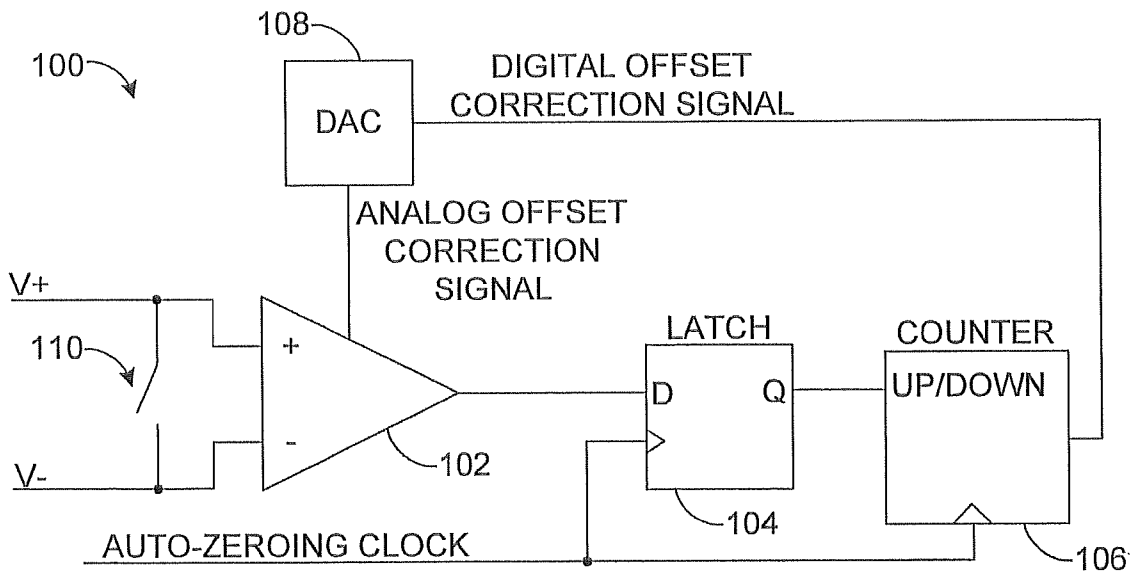 108
100
DIGITAL OFFSET
CORRECTION SIGNAL
DAC
ANALOG OFFSET
CORRECTION
SIGNAL
V+
110
+
-
102
V-
LATCH
D
Q
104
COUNTER
UP/DOWN
106
AUTO-ZEROING CLOCK